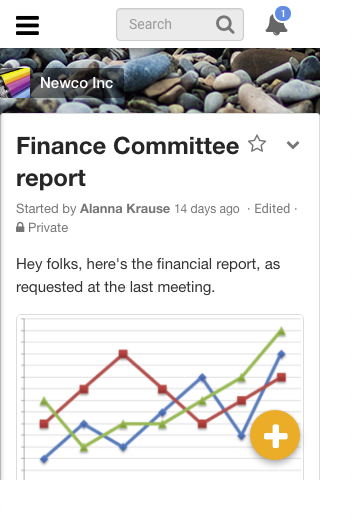 Search
1
Newco Inc
Finance Committee
report
Started by Alanna Krause 14 days ago · Edited ·
Private
Hey folks, here's the financial report, as
requested at the last meeting.